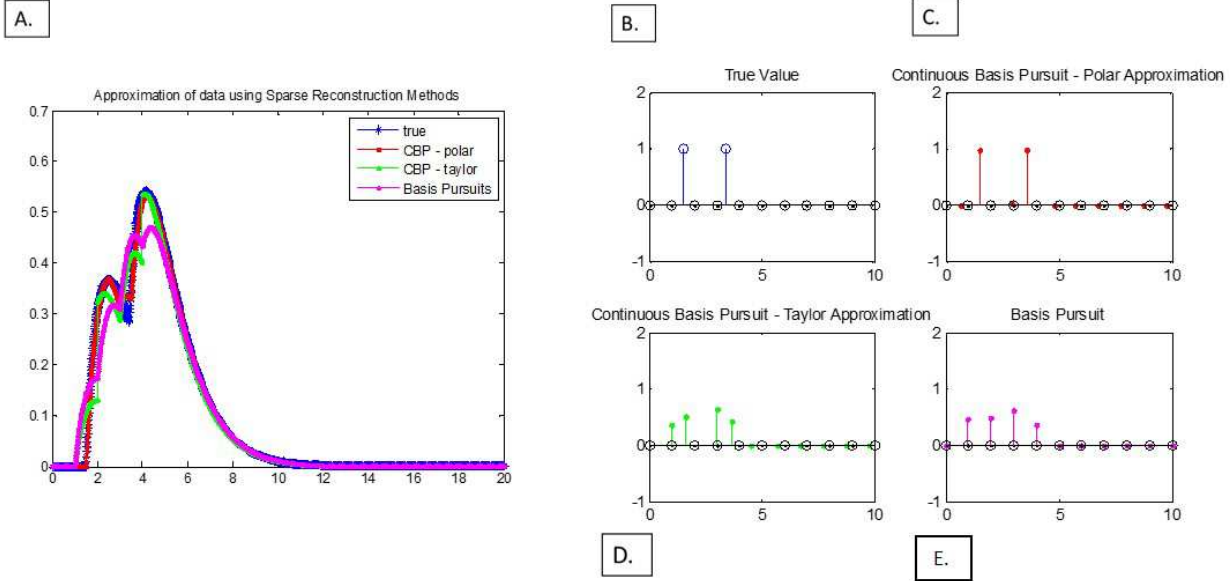 A.
Approximation of data using Sparse Reconstruction Methods
0.7
0.6
0.5
0.4
0.3
0.2
0.1
0
0 2 4 6 8 10 12 14 16 18 20
true
CBP - polar
CBP - taylor
Basis Pursuits
B.
True Value
2
1
0
-1
0 5 10
C.
Continuous Basis Pursuit - Polar Approximation
2
1
0
-1
0 5 10
Continuous Basis Pursuit - Taylor Approximation
2
1
0
-1
0 5 10
D.
Basis Pursuit
2
1
0
-1
0 5 10
E.